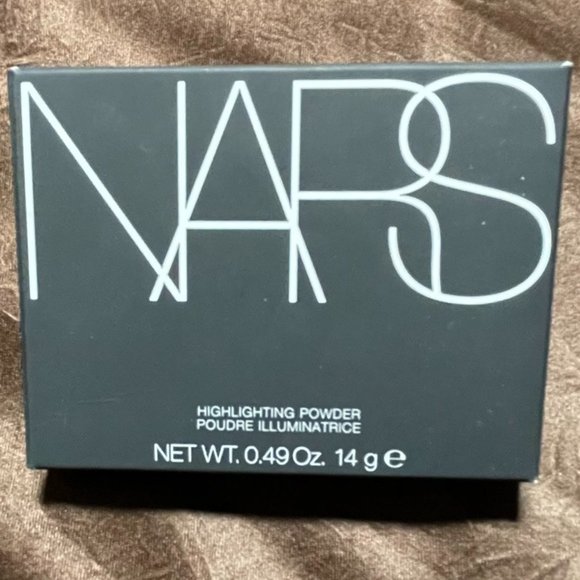 NARS
HIGHLIGHTING POWDER
POUDRE ILLUMINATRICE
NET WT. 0.49 Oz. 14 g ℮